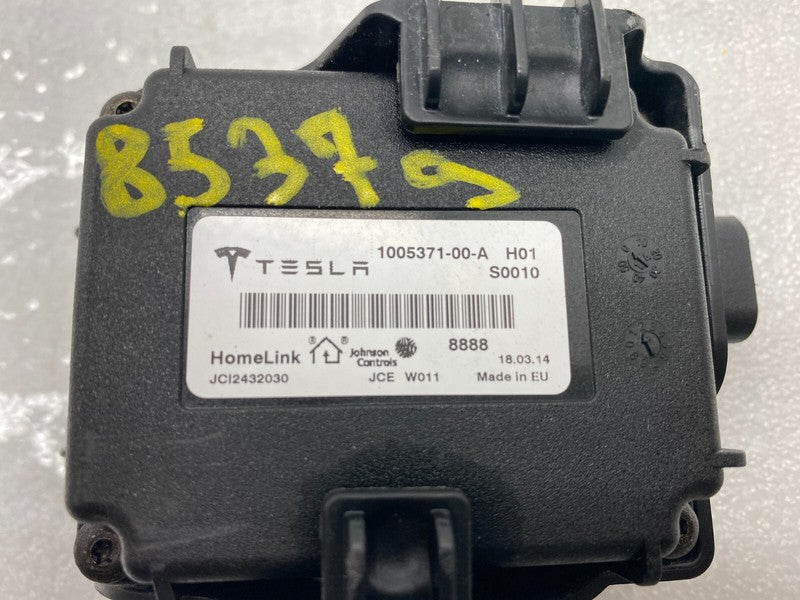 85379
TESLA 1005371-00-A H01
S0010
HomeLink ® ® Johnson Controls 8888 18.03.14
JCI2432030 JCE W011 Made in EU